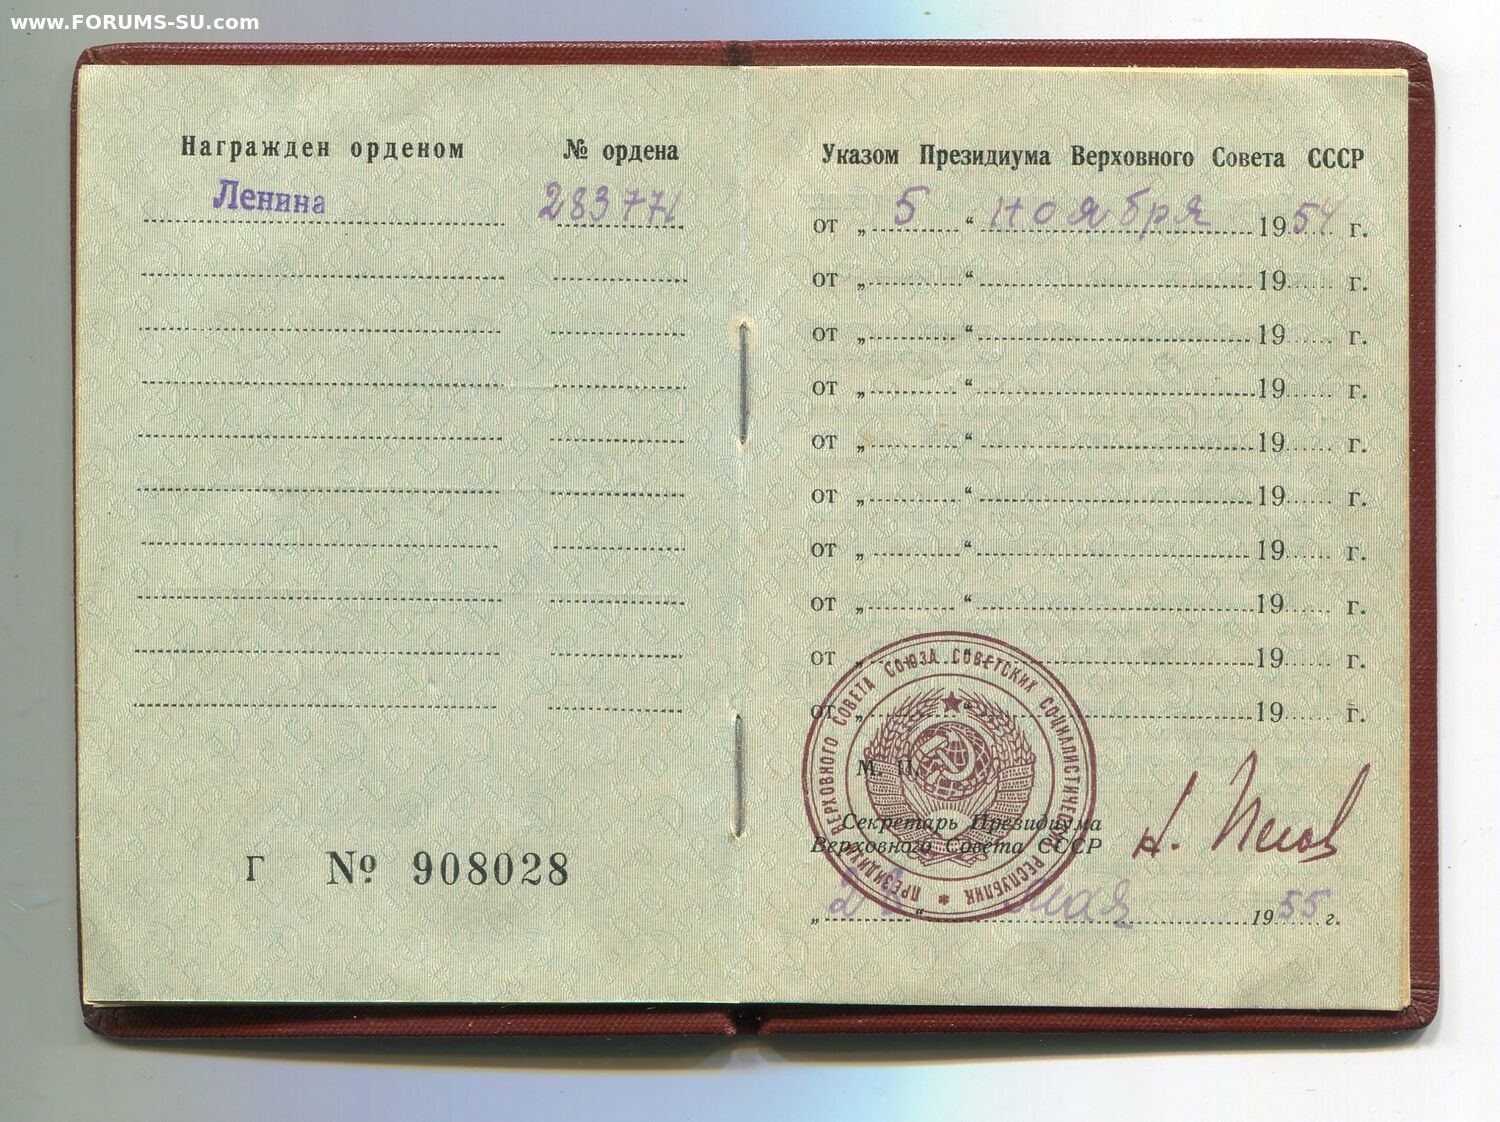 www.FORUMS-SU.com
Награжден орденом № ордена
Ленина 283771
Г № 908028
Указом Президиума Верховного Совета СССР
от „ 5 “ ноября 1954 г.
от „ “ 19 г.
от „ “ 19 г.
от „ “ 19 г.
от „ “ 19 г.
от „ “ 19 г.
от „ “ 19 г.
от „ “ 19 г.
от „ “ 19 г.
от „ “ 19 г.
М. П.
ПРЕЗИДИУМ ВЕРХОВНОГО СОВЕТА СОЮЗА СОВЕТСКИХ СОЦИАЛИСТИЧЕСКИХ РЕСПУБЛИК *
Секретарь Президиума
Верховного Совета СССР
Н. Пегов
„ “ мая 1955 г.